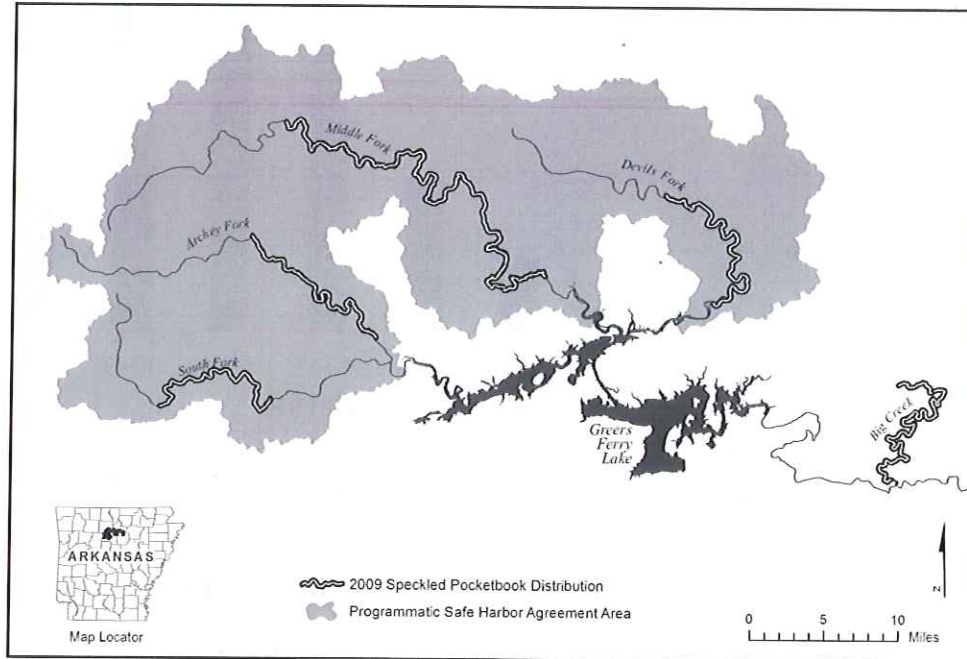 Middle Fork
Devils Fork
Archey Fork
South Fork
Big Creek
Greers
Ferry
Lake
ARKANSAS
Map Locator
2009 Speckled Pocketbook Distribution
Programmatic Safe Harbor Agreement Area
N
0 5 10
Miles